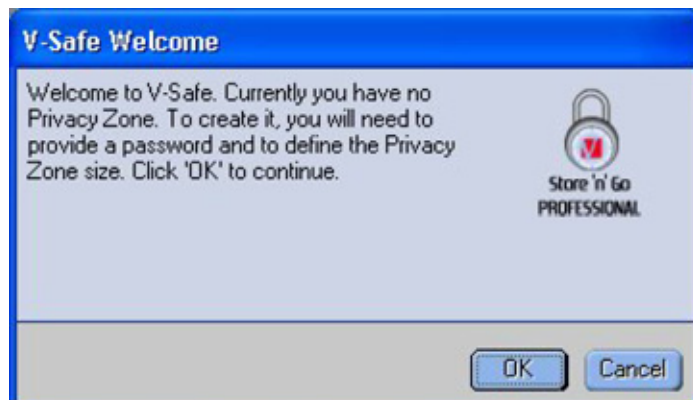 V-Safe Welcome
Welcome to V-Safe. Currently you have no
Privacy Zone. To create it, you will need to
provide a password and to define the Privacy
Zone size. Click 'OK' to continue.
Store 'n' Go
PROFESSIONAL
OK
Cancel